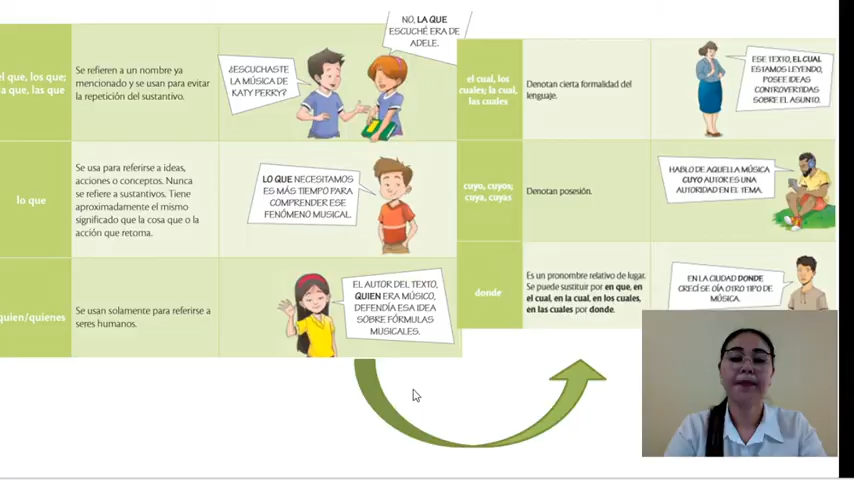 el que, los que;
la que, las que
Se refieren a un nombre ya
mencionado y se usan para evitar
la repetición del sustantivo.
¿ESCUCHASTE
LA MÚSICA DE
KATY PERRY?
NO, LA QUE
ESCUCHÉ ERA DE
ADELE.
lo que
Se usa para referirse a ideas,
acciones o conceptos. Nunca
se refiere a sustantivos. Tiene
aproximadamente el mismo
significado que la cosa que o la
acción que retoma.
LO QUE NECESITAMOS
ES MÁS TIEMPO PARA
COMPRENDER ESE
FENÓMENO MUSICAL.
quien/quienes
Se usan solamente para referirse a
seres humanos.
EL AUTOR DEL TEXTO,
QUIEN ERA MÚSICO,
DEFENDÍA ESA IDEA
SOBRE FÓRMULAS
MUSICALES.
el cual, los
cuales; la cual,
las cuales
Denotan cierta formalidad del
lenguaje.
ESE TEXTO, EL CUAL
ESTAMOS LEYENDO,
POSEE IDEAS
CONTROVERTIDAS
SOBRE EL ASUNTO.
cuyo, cuyos;
cuya, cuyas
Denotan posesión.
HABLO DE AQUELLA MÚSICA
CUYO AUTOR ES UNA
AUTORIDAD EN EL TEMA.
donde
Es un pronombre relativo de lugar.
Se puede sustituir por en que, en
el cual, en la cual, en los cuales,
en las cuales por donde.
EN LA CIUDAD DONDE
CRECÍ SE OÍA OTRO TIPO DE
MÚSICA.